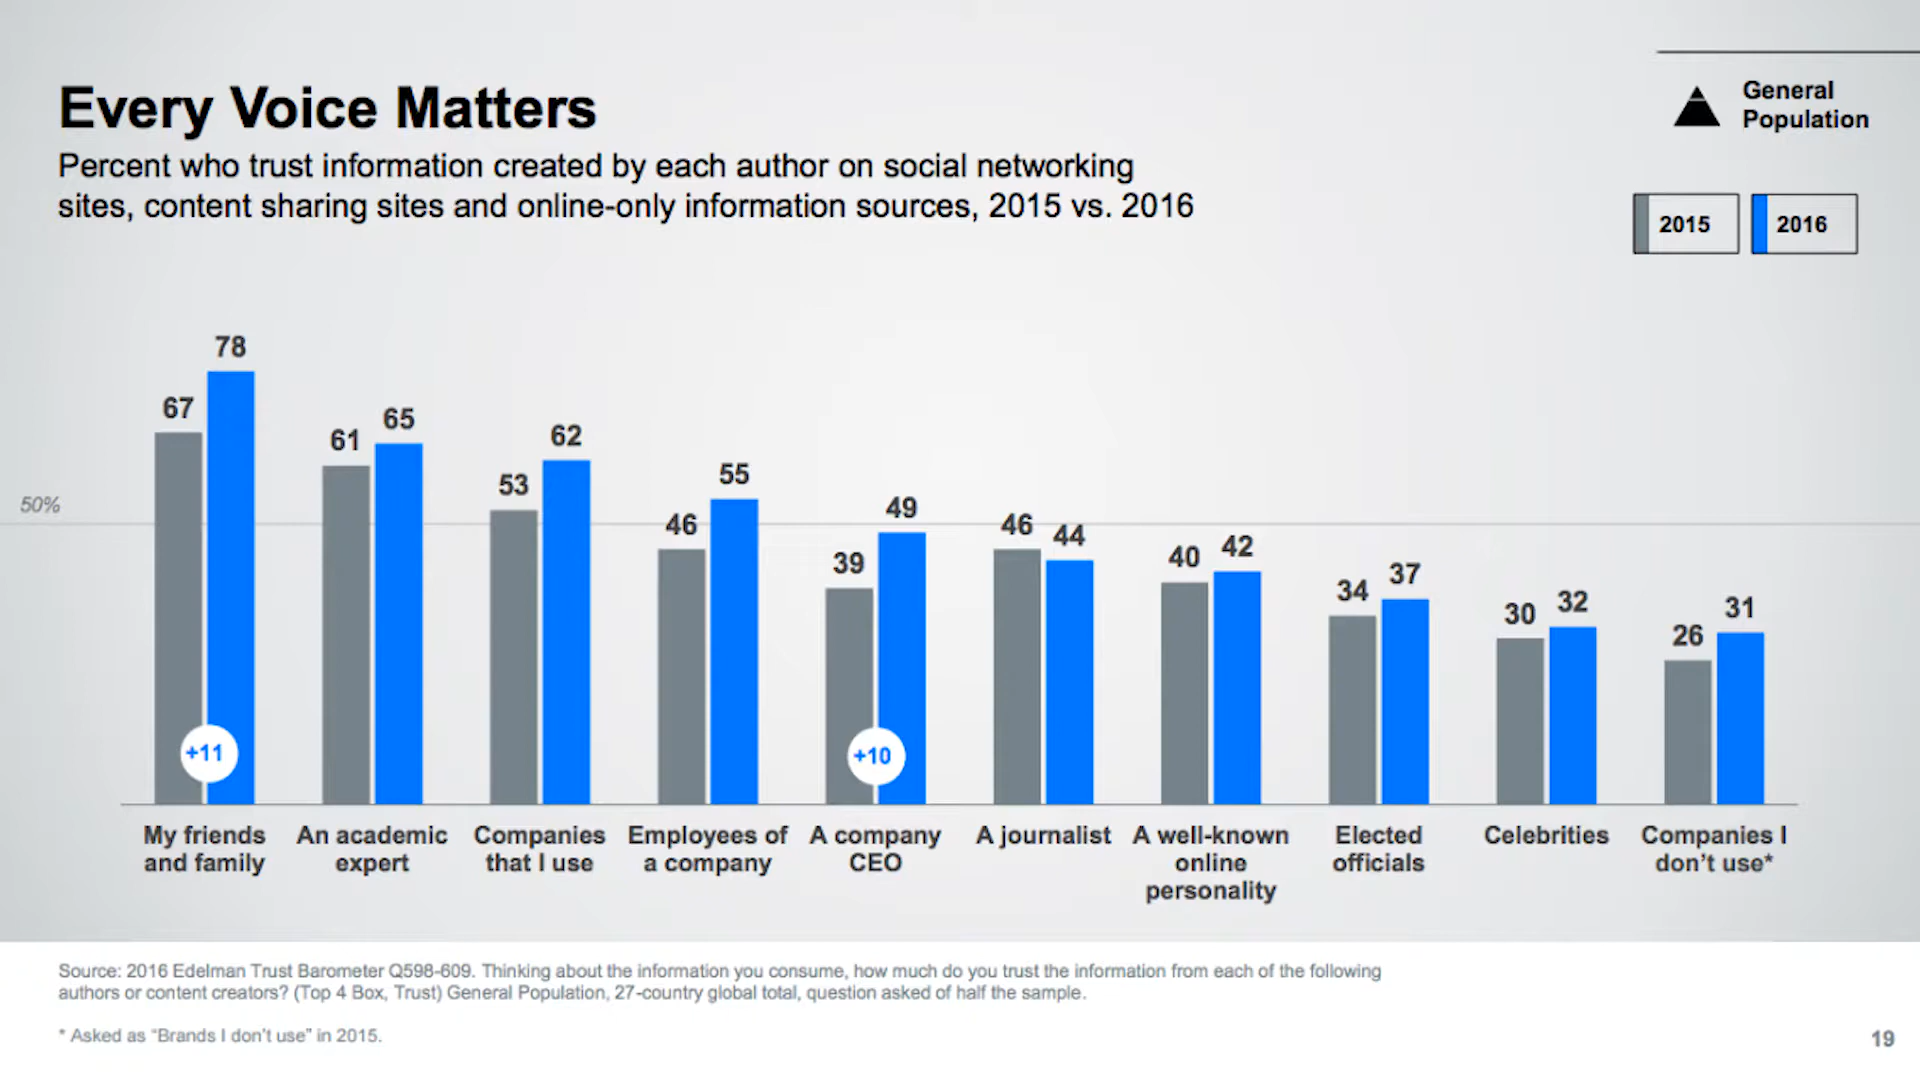 Every Voice Matters
Percent who trust information created by each author on social networking
sites, content sharing sites and online-only information sources, 2015 vs. 2016
General
Population
2015
2016
50%
67
78
61
65
53
62
46
55
39
49
46
44
40
42
34
37
30
32
26
31
+11
+10
My friends
and family
An academic
expert
Companies
that I use
Employees of
a company
A company
CEO
A journalist
A well-known
online
personality
Elected
officials
Celebrities
Companies I
don't use*
Source: 2016 Edelman Trust Barometer Q598-609. Thinking about the information you consume, how much do you trust the information from each of the following
authors or content creators? (Top 4 Box, Trust) General Population, 27-country global total, question asked of half the sample.
* Asked as "Brands I don't use" in 2015.
19